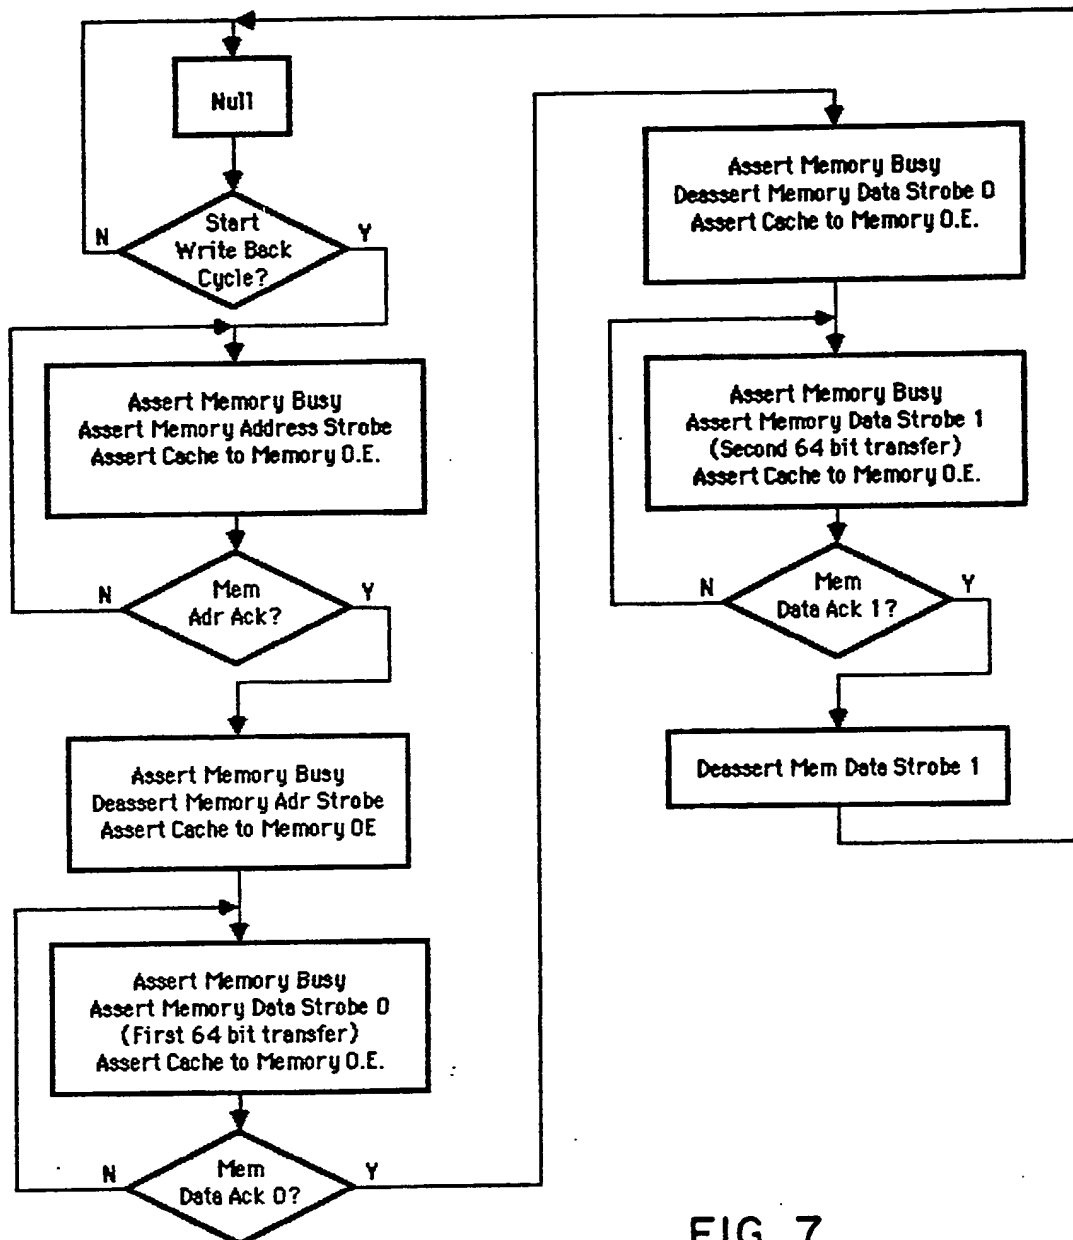 Null
Start
Write Back
Cycle?
N
Y
Assert Memory Busy
Assert Memory Address Strobe
Assert Cache to Memory O.E.
Mem
Adr Ack?
N
Y
Assert Memory Busy
Deassert Memory Adr Strobe
Assert Cache to Memory OE
Assert Memory Busy
Assert Memory Data Strobe 0
(First 64 bit transfer)
Assert Cache to Memory O.E.
Mem
Data Ack 0?
N
Y
Assert Memory Busy
Deassert Memory Data Strobe 0
Assert Cache to Memory O.E.
Assert Memory Busy
Assert Memory Data Strobe 1
(Second 64 bit transfer)
Assert Cache to Memory O.E.
Mem
Data Ack 1?
N
Y
Deassert Mem Data Strobe 1
FIG. 7